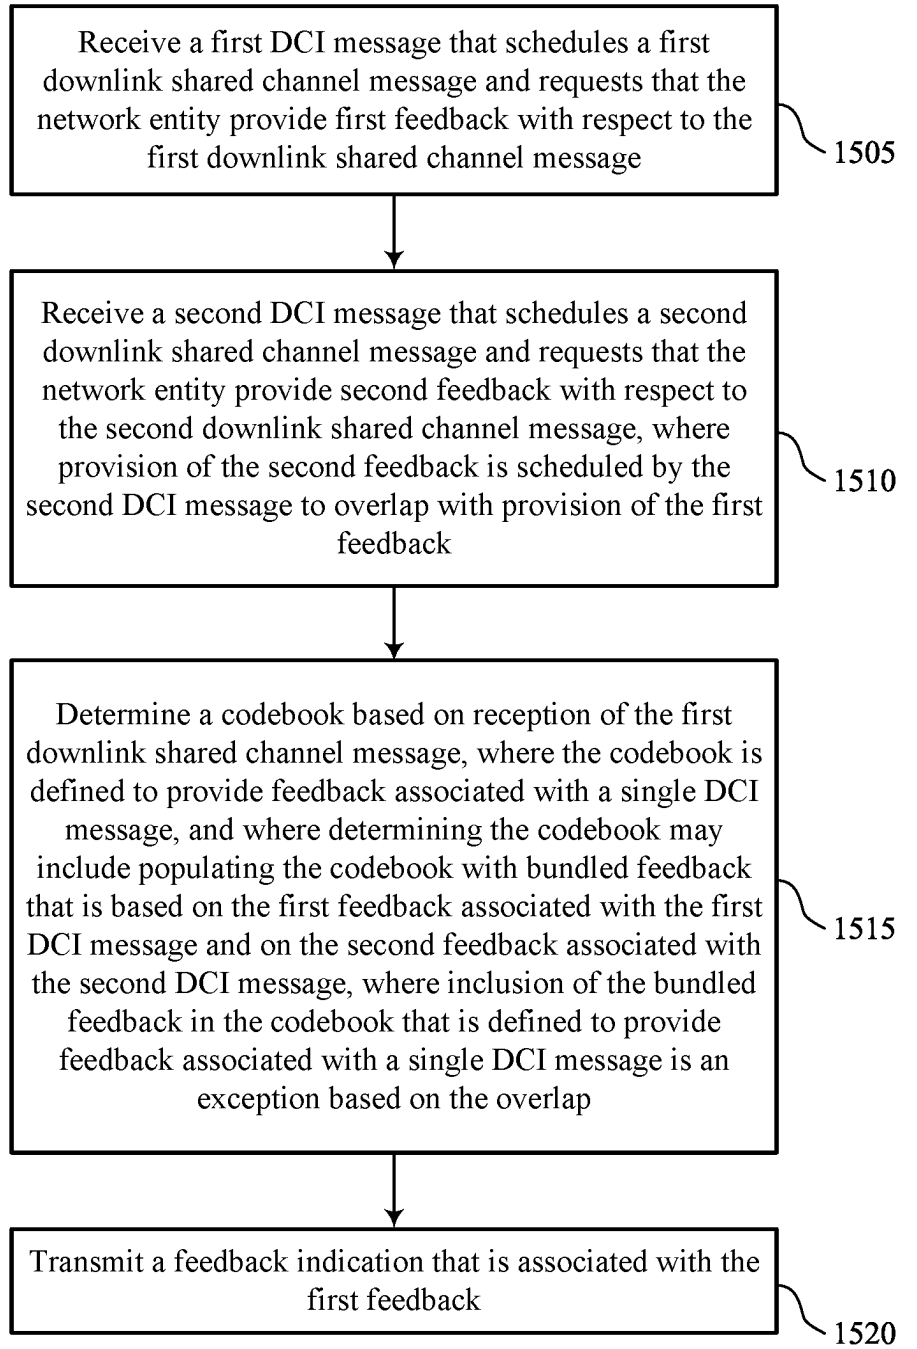 Receive a first DCI message that schedules a first
downlink shared channel message and requests that the
network entity provide first feedback with respect to the
first downlink shared channel message
1505
Receive a second DCI message that schedules a second
downlink shared channel message and requests that the
network entity provide second feedback with respect to
the second downlink shared channel message, where
provision of the second feedback is scheduled by the
second DCI message to overlap with provision of the first
feedback
1510
Determine a codebook based on reception of the first
downlink shared channel message, where the codebook is
defined to provide feedback associated with a single DCI
message, and where determining the codebook may
include populating the codebook with bundled feedback
that is based on the first feedback associated with the first
DCI message and on the second feedback associated with
the second DCI message, where inclusion of the bundled
feedback in the codebook that is defined to provide
feedback associated with a single DCI message is an
exception based on the overlap
1515
Transmit a feedback indication that is associated with the
first feedback
1520